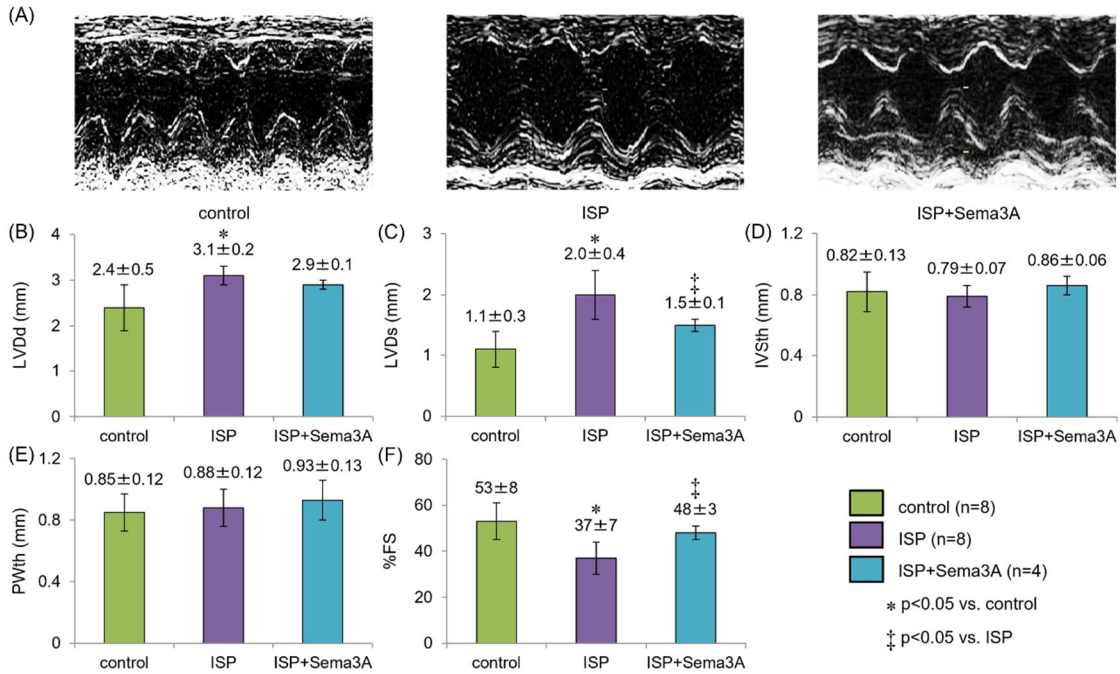 (A)
control
ISP
ISP+Sema3A
(B)
LVDd (mm)
4
3
2
1
0
2.4±0.5
*
3.1±0.2
2.9±0.1
control
ISP
ISP+Sema3A
(C)
LVDs (mm)
3
2
1
0
1.1±0.3
*
2.0±0.4
‡
1.5±0.1
control
ISP
ISP+Sema3A
(D)
IVSth (mm)
1.2
0.8
0.4
0
0.82±0.13
0.79±0.07
0.86±0.06
control
ISP
ISP+Sema3A
(E)
PWth (mm)
1.2
0.8
0.4
0
0.85±0.12
0.88±0.12
0.93±0.13
control
ISP
ISP+Sema3A
(F)
%FS
80
60
40
20
0
53±8
*
37±7
‡
48±3
control
ISP
ISP+Sema3A
control (n=8)
ISP (n=8)
ISP+Sema3A (n=4)
* p<0.05 vs. control
‡ p<0.05 vs. ISP